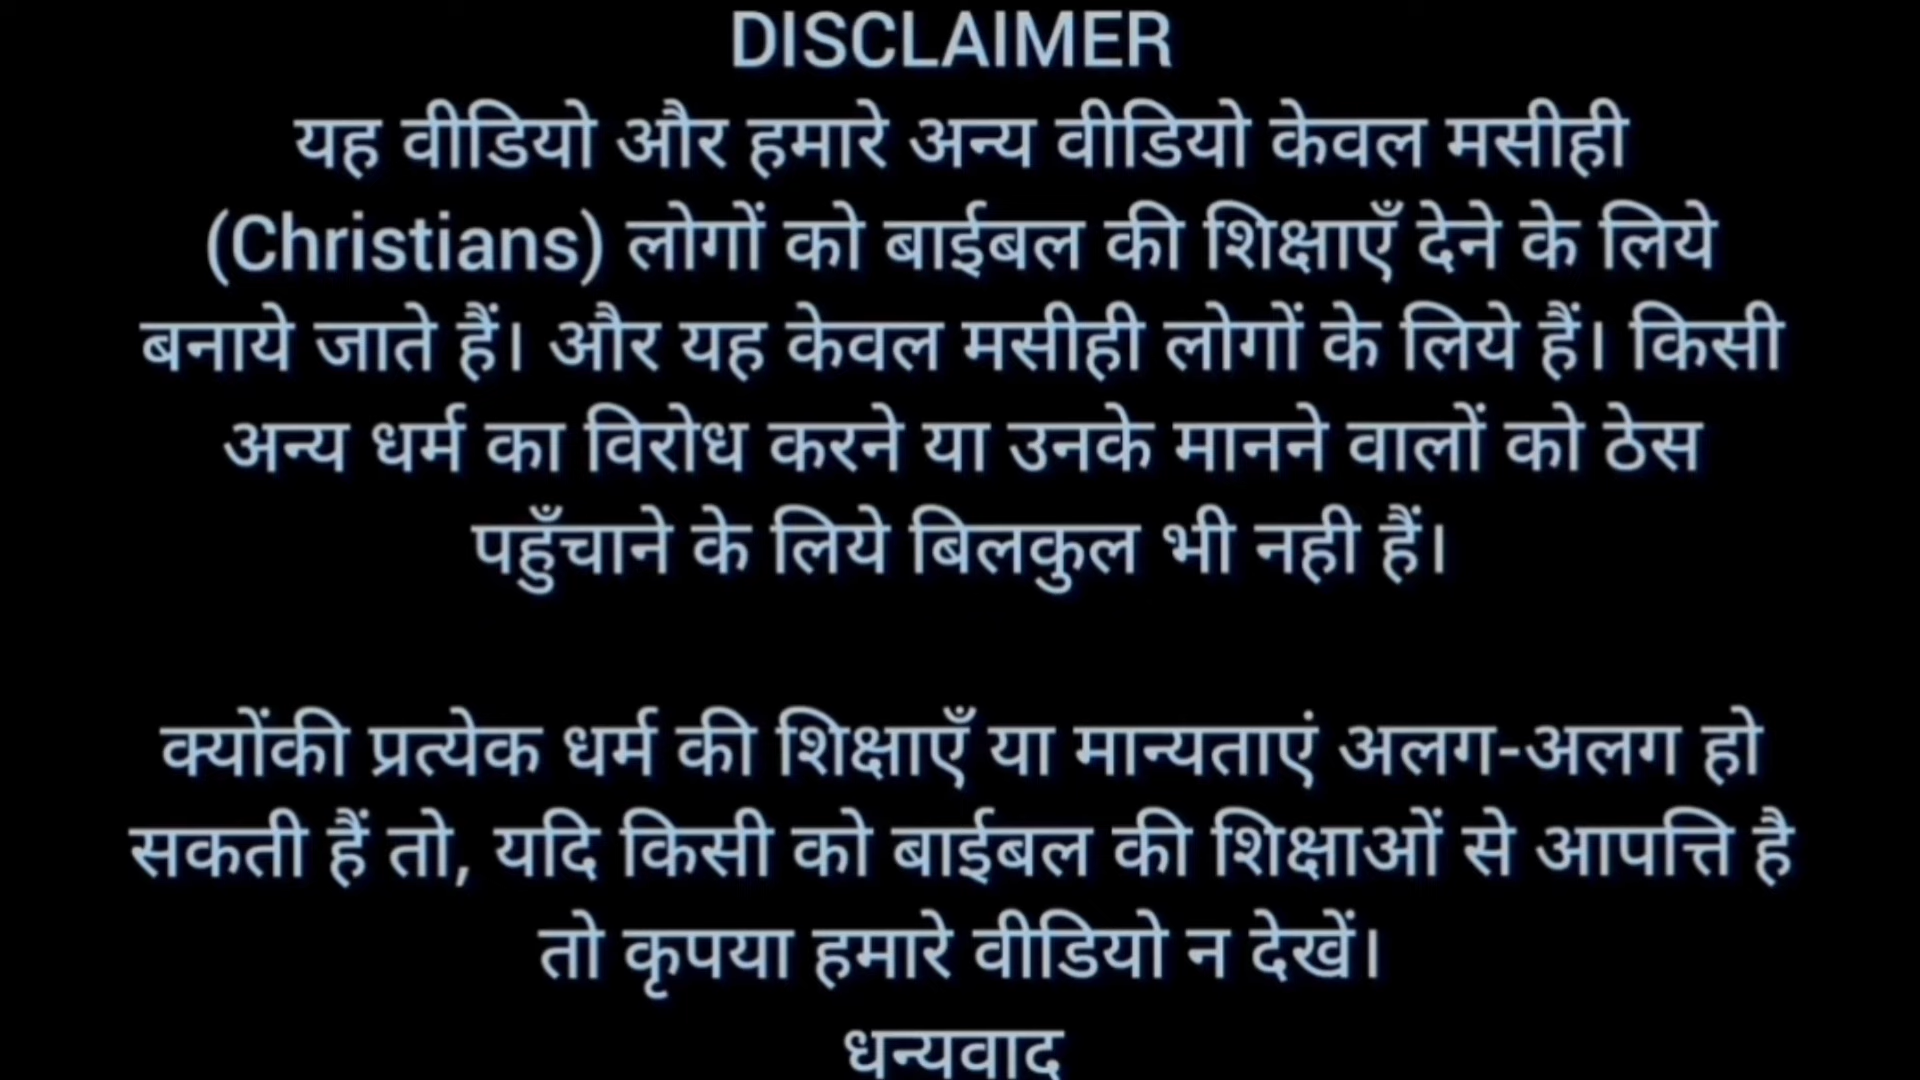 DISCLAIMER
यह वीडियो और हमारे अन्य वीडियो केवल मसीही
(Christians) लोगों को बाईबल की शिक्षाएँ देने के लिये
बनाये जाते हैं। और यह केवल मसीही लोगों के लिये हैं। किसी
अन्य धर्म का विरोध करने या उनके मानने वालों को ठेस
पहुँचाने के लिये बिलकुल भी नही हैं।
क्योंकी प्रत्येक धर्म की शिक्षाएँ या मान्यताएं अलग-अलग हो
सकती हैं तो, यदि किसी को बाईबल की शिक्षाओं से आपत्ति है
तो कृपया हमारे वीडियो न देखें।
धन्यवाद